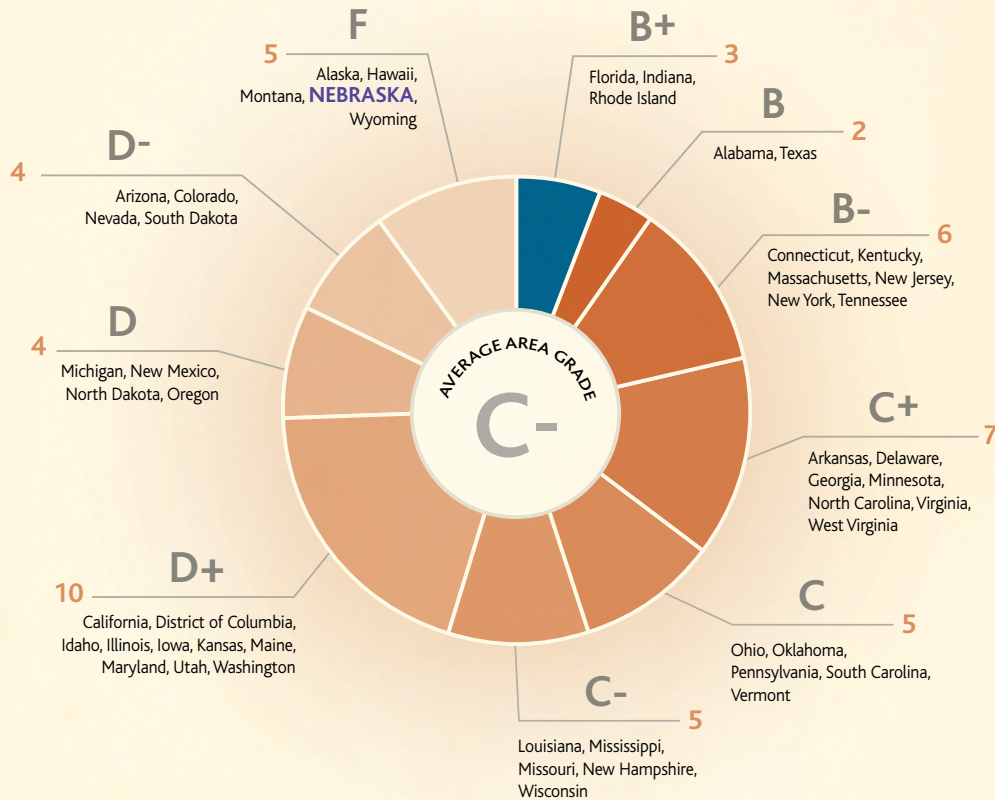 F
5
Alaska, Hawaii,
Montana, NEBRASKA,
Wyoming
B+
3
Florida, Indiana,
Rhode Island
B
2
Alabama, Texas
B-
6
Connecticut, Kentucky,
Massachusetts, New Jersey,
New York, Tennessee
C+
7
Arkansas, Delaware,
Georgia, Minnesota,
North Carolina, Virginia,
West Virginia
C
5
Ohio, Oklahoma,
Pennsylvania, South Carolina,
Vermont
C-
5
Louisiana, Mississippi,
Missouri, New Hampshire,
Wisconsin
D+
10
California, District of Columbia,
Idaho, Illinois, Iowa, Kansas, Maine,
Maryland, Utah, Washington
D
4
Michigan, New Mexico,
North Dakota, Oregon
D-
4
Arizona, Colorado,
Nevada, South Dakota
AVERAGE AREA GRADE
C-